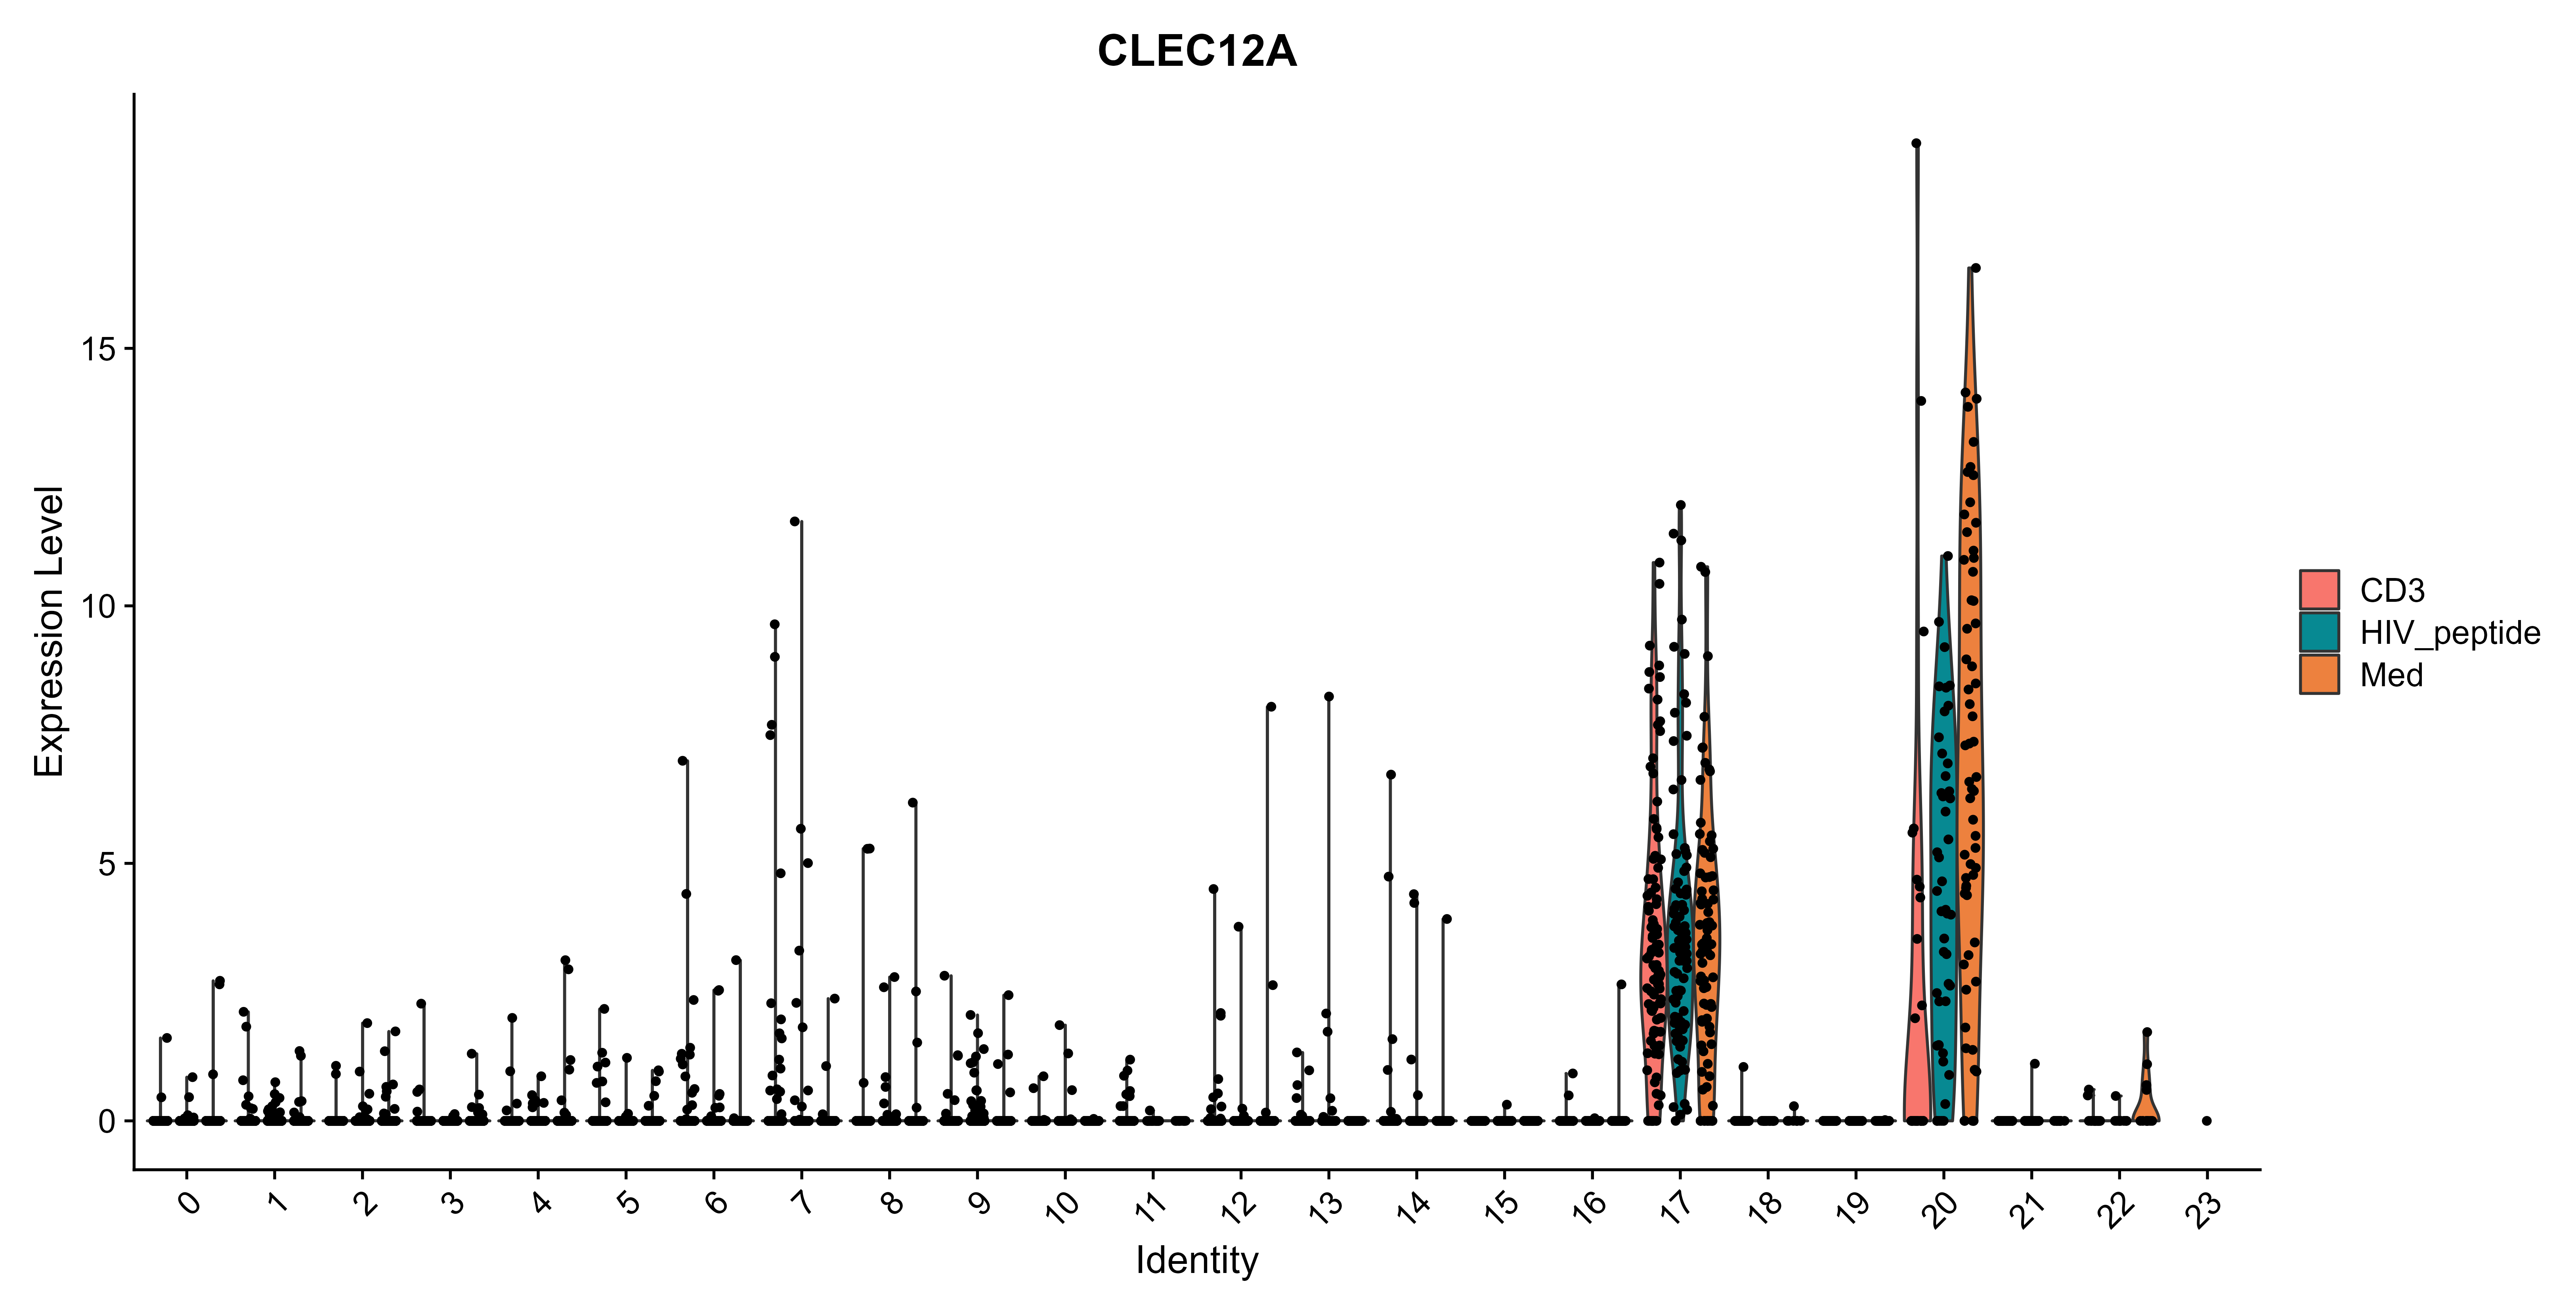 CLEC12A
Expression Level
15
10
5
0
0 1 2 3 4 5 6 7 8 9 10 11 12 13 14 15 16 17 18 19 20 21 22 23
Identity
CD3
HIV_peptide
Med